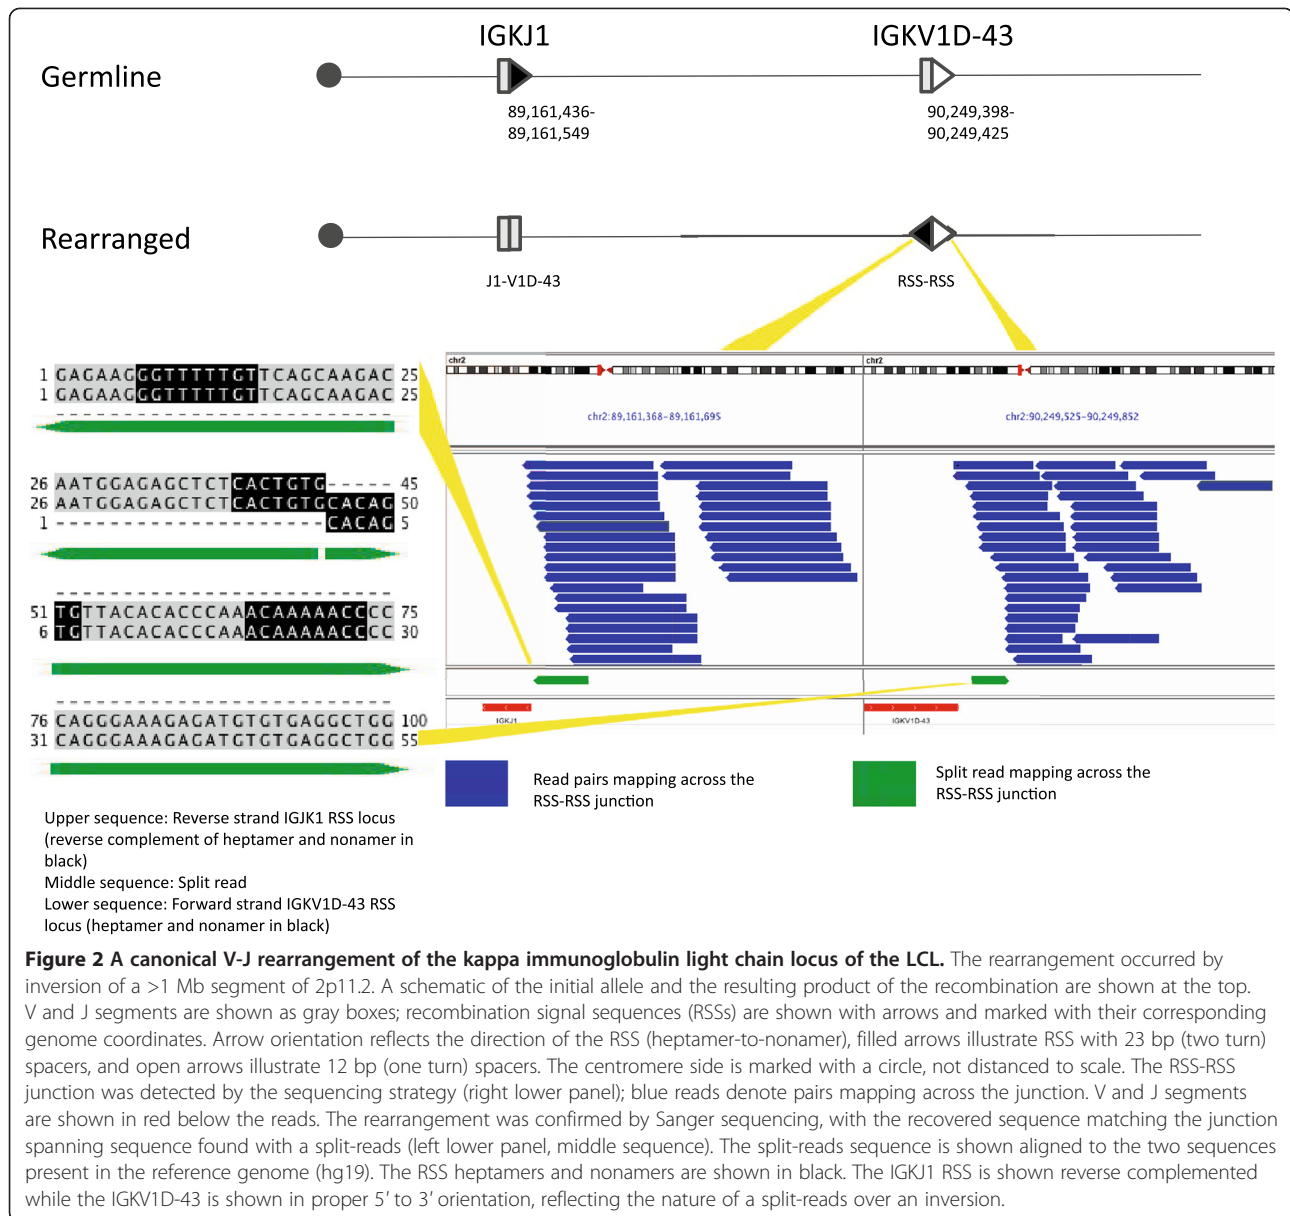 IGKJ1
IGKV1D-43
Germline
89,161,436-
89,161,549
90,249,398-
90,249,425
Rearranged
J1-V1D-43
RSS-RSS
1 GAGAAGGGTTTTTGTTCAGCAAGAC 25
1 GAGAAGGGTTTTTGTTCAGCAAGAC 25
-------------------------
26 AATGGAGAGCTCTCACTGTG----- 45
26 AATGGAGAGCTCTCACTGTGCACAG 50
1 --------------------CACAG 5
-------------------------
51 TGTTACACACCCAAACAAAAACCCC 75
6 TGTTACACACCCAAACAAAAACCCC 30
-------------------------
76 CAGGGAAAGAGATGTGTGAGGCTGG 100
31 CAGGGAAAGAGATGTGTGAGGCTGG 55
chr2
chr2
chr2:89,161,368-89,161,695
chr2:90,249,525-90,249,852
IGKJ1
IGKV1D-43
Read pairs mapping across the
RSS-RSS junction
Split read mapping across the
RSS-RSS junction
Upper sequence: Reverse strand IGJK1 RSS locus
(reverse complement of heptamer and nonamer in
black)
Middle sequence: Split read
Lower sequence: Forward strand IGKV1D-43 RSS
locus (heptamer and nonamer in black)
Figure 2 A canonical V-J rearrangement of the kappa immunoglobulin light chain locus of the LCL. The rearrangement occurred by
inversion of a >1 Mb segment of 2p11.2. A schematic of the initial allele and the resulting product of the recombination are shown at the top.
V and J segments are shown as gray boxes; recombination signal sequences (RSSs) are shown with arrows and marked with their corresponding
genome coordinates. Arrow orientation reflects the direction of the RSS (heptamer-to-nonamer), filled arrows illustrate RSS with 23 bp (two turn)
spacers, and open arrows illustrate 12 bp (one turn) spacers. The centromere side is marked with a circle, not distanced to scale. The RSS-RSS
junction was detected by the sequencing strategy (right lower panel); blue reads denote pairs mapping across the junction. V and J segments
are shown in red below the reads. The rearrangement was confirmed by Sanger sequencing, with the recovered sequence matching the junction
spanning sequence found with a split-reads (left lower panel, middle sequence). The split-reads sequence is shown aligned to the two sequences
present in the reference genome (hg19). The RSS heptamers and nonamers are shown in black. The IGKJ1 RSS is shown reverse complemented
while the IGKV1D-43 is shown in proper 5' to 3' orientation, reflecting the nature of a split-reads over an inversion.